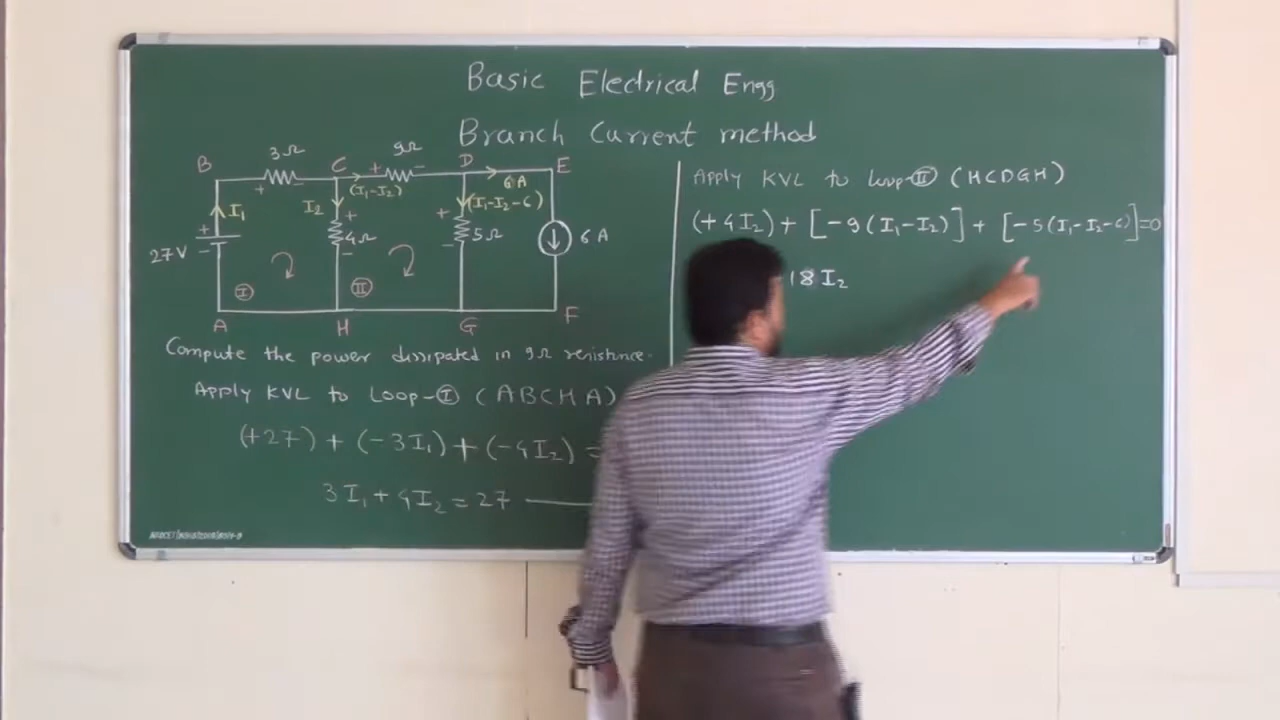 Basic Electrical Engg
Branch Current method
B 3Ω C 9Ω D E
+ - + - 6A
I₁ I₂ (I₁-I₂) (I₁-I₂-6)
27V + - + 4Ω - + 5Ω - 6A
I II
A H G F
Compute the power dissipated in 9Ω resistance.
Apply KVL to Loop-I (ABCHA)
(+27) + (-3I₁) + (-4I₂) =
3I₁ + 4I₂ = 27
Apply KVL to loop-II (HCDGH)
(+4I₂) + [-9(I₁-I₂)] + [-5(I₁-I₂-6)]=0
18I₂